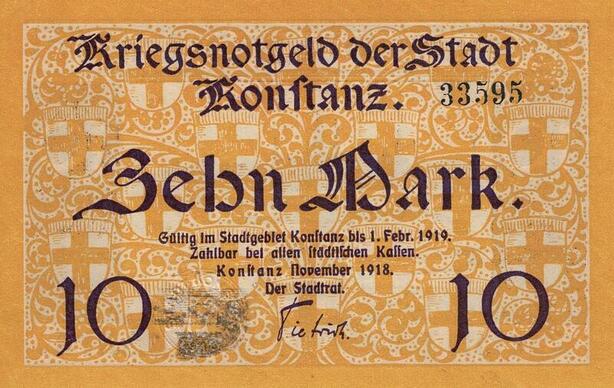 Kriegsnotgeld der Stadt
Konstanz. 33595
Zehn Mark.
Gültig im Stadtgebiet Konstanz bis 1. Febr. 1919.
Zahlbar bei allen städtischen Kassen.
Konstanz November 1918.
Der Stadtrat.
Dietrich.
10 10